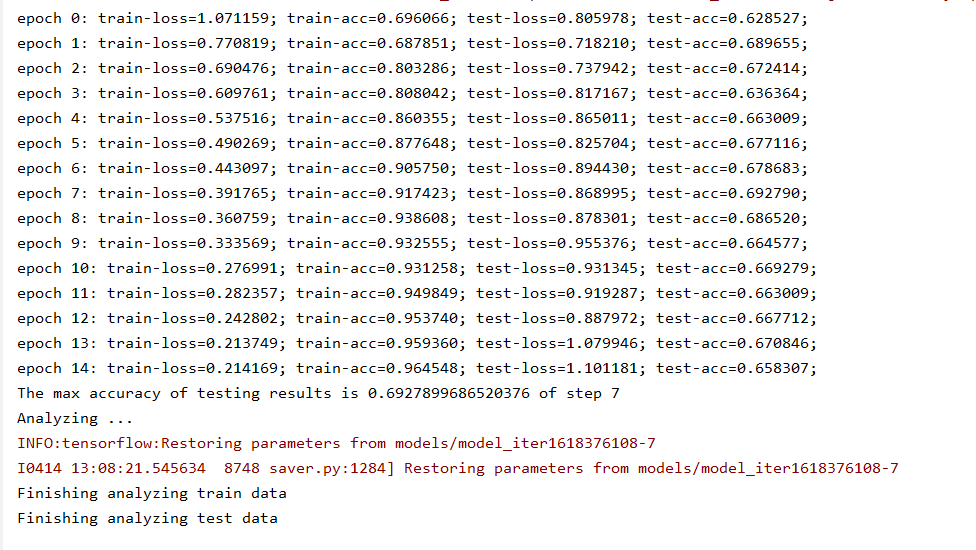 epoch 0: train-loss=1.071159; train-acc=0.696066; test-loss=0.805978; test-acc=0.628527;
epoch 1: train-loss=0.770819; train-acc=0.687851; test-loss=0.718210; test-acc=0.689655;
epoch 2: train-loss=0.690476; train-acc=0.803286; test-loss=0.737942; test-acc=0.672414;
epoch 3: train-loss=0.609761; train-acc=0.808042; test-loss=0.817167; test-acc=0.636364;
epoch 4: train-loss=0.537516; train-acc=0.860355; test-loss=0.865011; test-acc=0.663009;
epoch 5: train-loss=0.490269; train-acc=0.877648; test-loss=0.825704; test-acc=0.677116;
epoch 6: train-loss=0.443097; train-acc=0.905750; test-loss=0.894430; test-acc=0.678683;
epoch 7: train-loss=0.391765; train-acc=0.917423; test-loss=0.868995; test-acc=0.692790;
epoch 8: train-loss=0.360759; train-acc=0.938608; test-loss=0.878301; test-acc=0.686520;
epoch 9: train-loss=0.333569; train-acc=0.932555; test-loss=0.955376; test-acc=0.664577;
epoch 10: train-loss=0.276991; train-acc=0.931258; test-loss=0.931345; test-acc=0.669279;
epoch 11: train-loss=0.282357; train-acc=0.949849; test-loss=0.919287; test-acc=0.663009;
epoch 12: train-loss=0.242802; train-acc=0.953740; test-loss=0.887972; test-acc=0.667712;
epoch 13: train-loss=0.213749; train-acc=0.959360; test-loss=1.079946; test-acc=0.670846;
epoch 14: train-loss=0.214169; train-acc=0.964548; test-loss=1.101181; test-acc=0.658307;
The max accuracy of testing results is 0.6927899686520376 of step 7
Analyzing ...
INFO:tensorflow:Restoring parameters from models/model_iter1618376108-7
I0414 13:08:21.545634  8748 saver.py:1284] Restoring parameters from models/model_iter1618376108-7
Finishing analyzing train data
Finishing analyzing test data